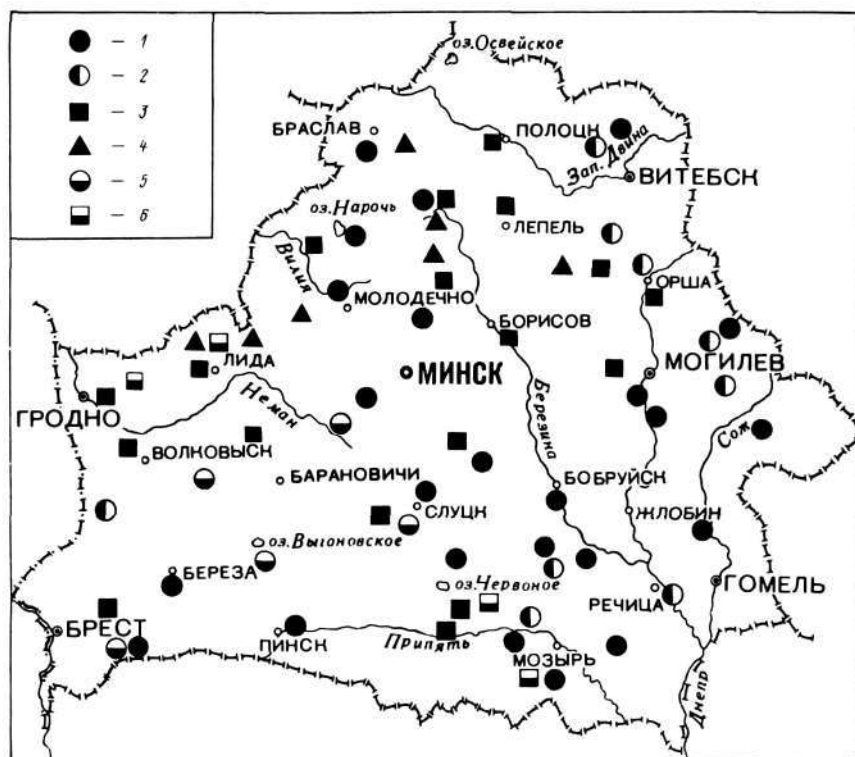 – 1
– 2
– 3
– 4
– 5
– 6
оз. Освейское
БРАСЛАВ
ПОЛОЦК
Зап. Двина
ВИТЕБСК
оз. Нарочь
ЛЕПЕЛЬ
Вилия
ОРША
МОЛОДЕЧНО
БОРИСОВ
ЛИДА
МИНСК
МОГИЛЕВ
ГРОДНО
Неман
Березина
Сож
ВОЛКОВЫСК
БАРАНОВИЧИ
БОБРУЙСК
СЛУЦК
ЖЛОБИН
оз. Выгоновское
БЕРЕЗА
оз. Червоное
ГОМЕЛЬ
РЕЧИЦА
БРЕСТ
ПИНСК
Припять
МОЗЫРЬ
Днепр